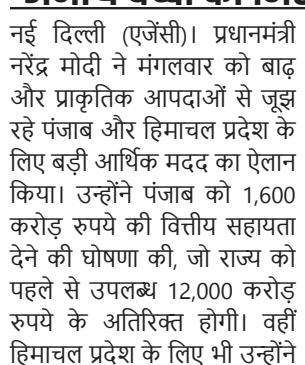 नई दिल्ली (एजेंसी)। प्रधानमंत्री
नरेंद्र मोदी ने मंगलवार को बाढ़
और प्राकृतिक आपदाओं से जूझ
रहे पंजाब और हिमाचल प्रदेश के
लिए बड़ी आर्थिक मदद का ऐलान
किया। उन्होंने पंजाब को 1,600
करोड़ रुपये की वित्तीय सहायता
देने की घोषणा की, जो राज्य को
पहले से उपलब्ध 12,000 करोड़
रुपये के अतिरिक्त होगी। वहीं
हिमाचल प्रदेश के लिए भी उन्होंने